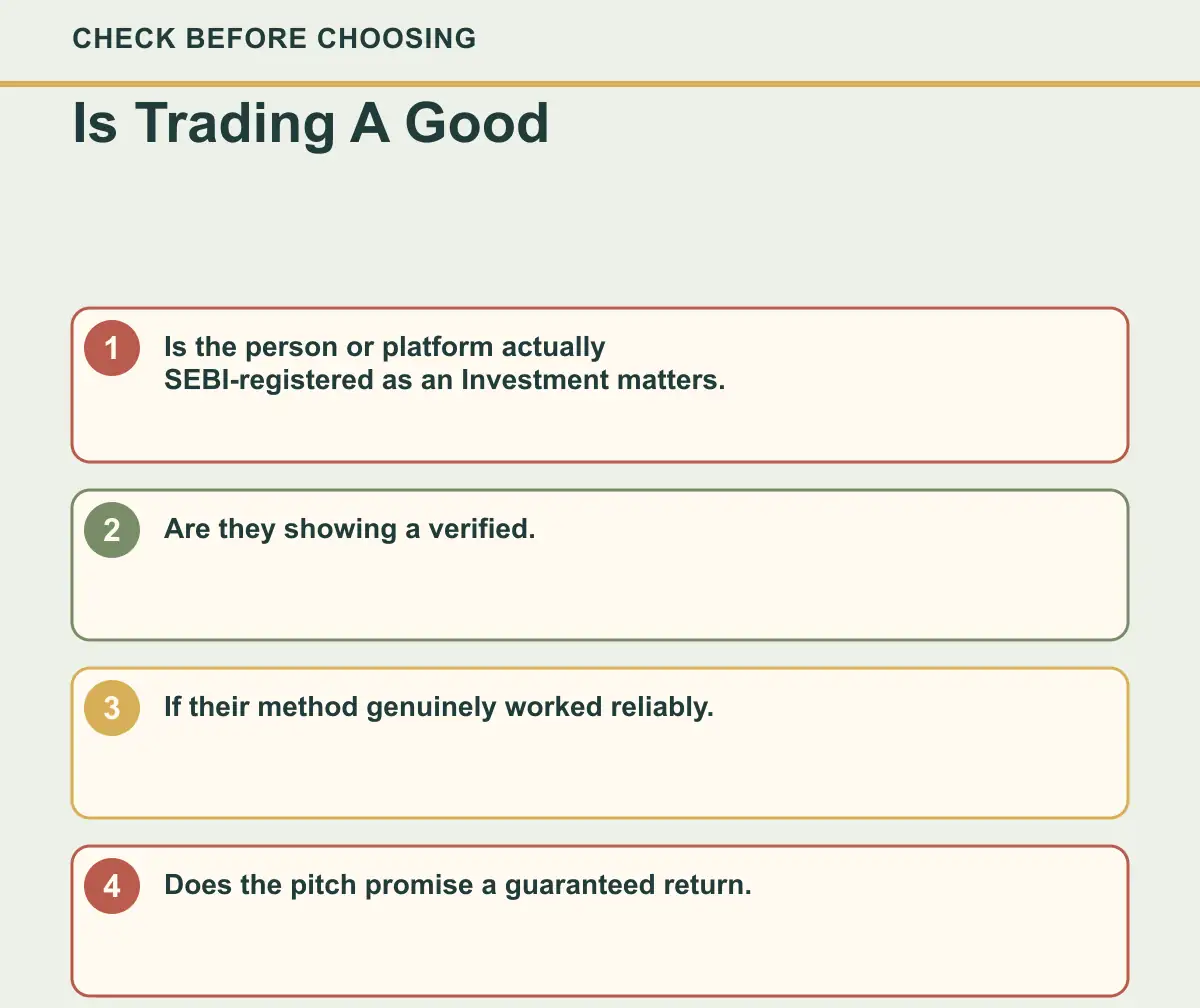 CHECK BEFORE CHOOSING
Is Trading A Good
1
Is the person or platform actually
SEBI-registered as an Investment matters.
2
Are they showing a verified.
3
If their method genuinely worked reliably.
4
Does the pitch promise a guaranteed return.